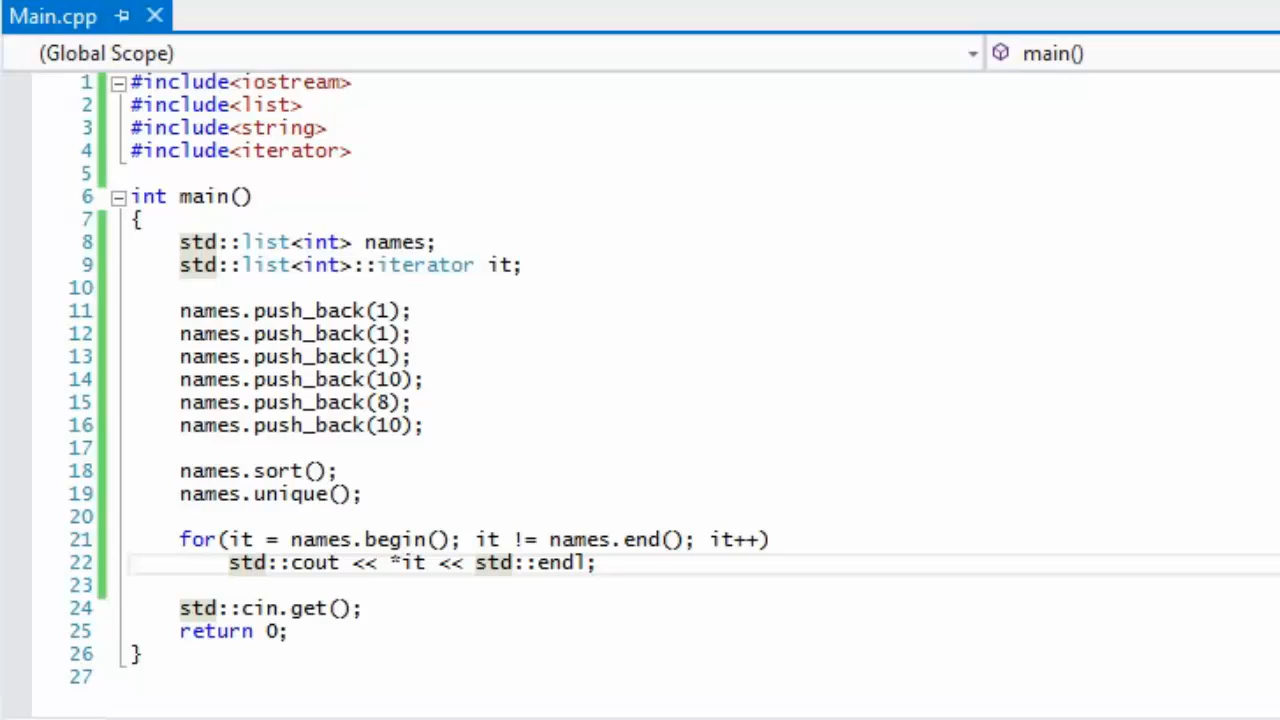 Main.cpp
(Global Scope) main()
1 #include<iostream>
2 #include<list>
3 #include<string>
4 #include<iterator>
5
6 int main()
7 {
8 std::list<int> names;
9 std::list<int>::iterator it;
10
11 names.push_back(1);
12 names.push_back(1);
13 names.push_back(1);
14 names.push_back(10);
15 names.push_back(8);
16 names.push_back(10);
17
18 names.sort();
19 names.unique();
20
21 for(it = names.begin(); it != names.end(); it++)
22 std::cout << *it << std::endl;
23
24 std::cin.get();
25 return 0;
26 }
27